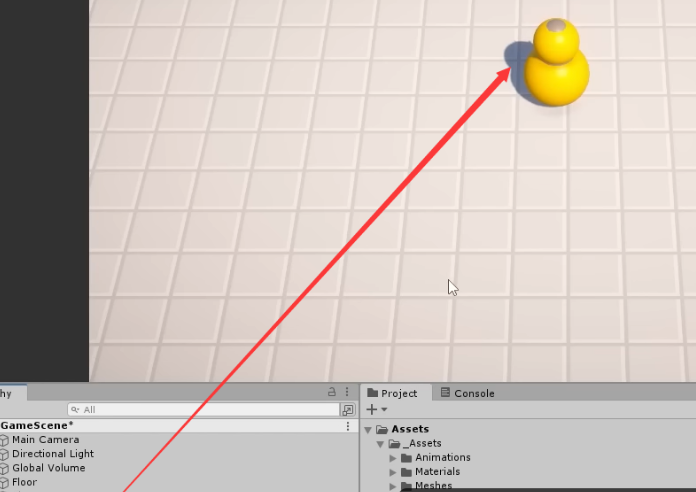 hy
Project
Console
All
GameScene*
Main Camera
Directional Light
Global Volume
Floor
Assets
_Assets
Animations
Materials
Meshes